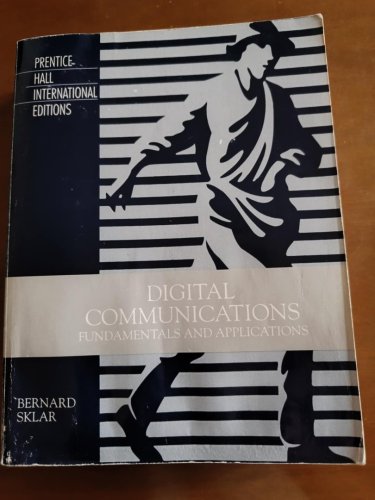 PRENTICE-
HALL
INTERNATIONAL
EDITIONS
DIGITAL
COMMUNICATIONS
FUNDAMENTALS AND APPLICATIONS
BERNARD
SKLAR